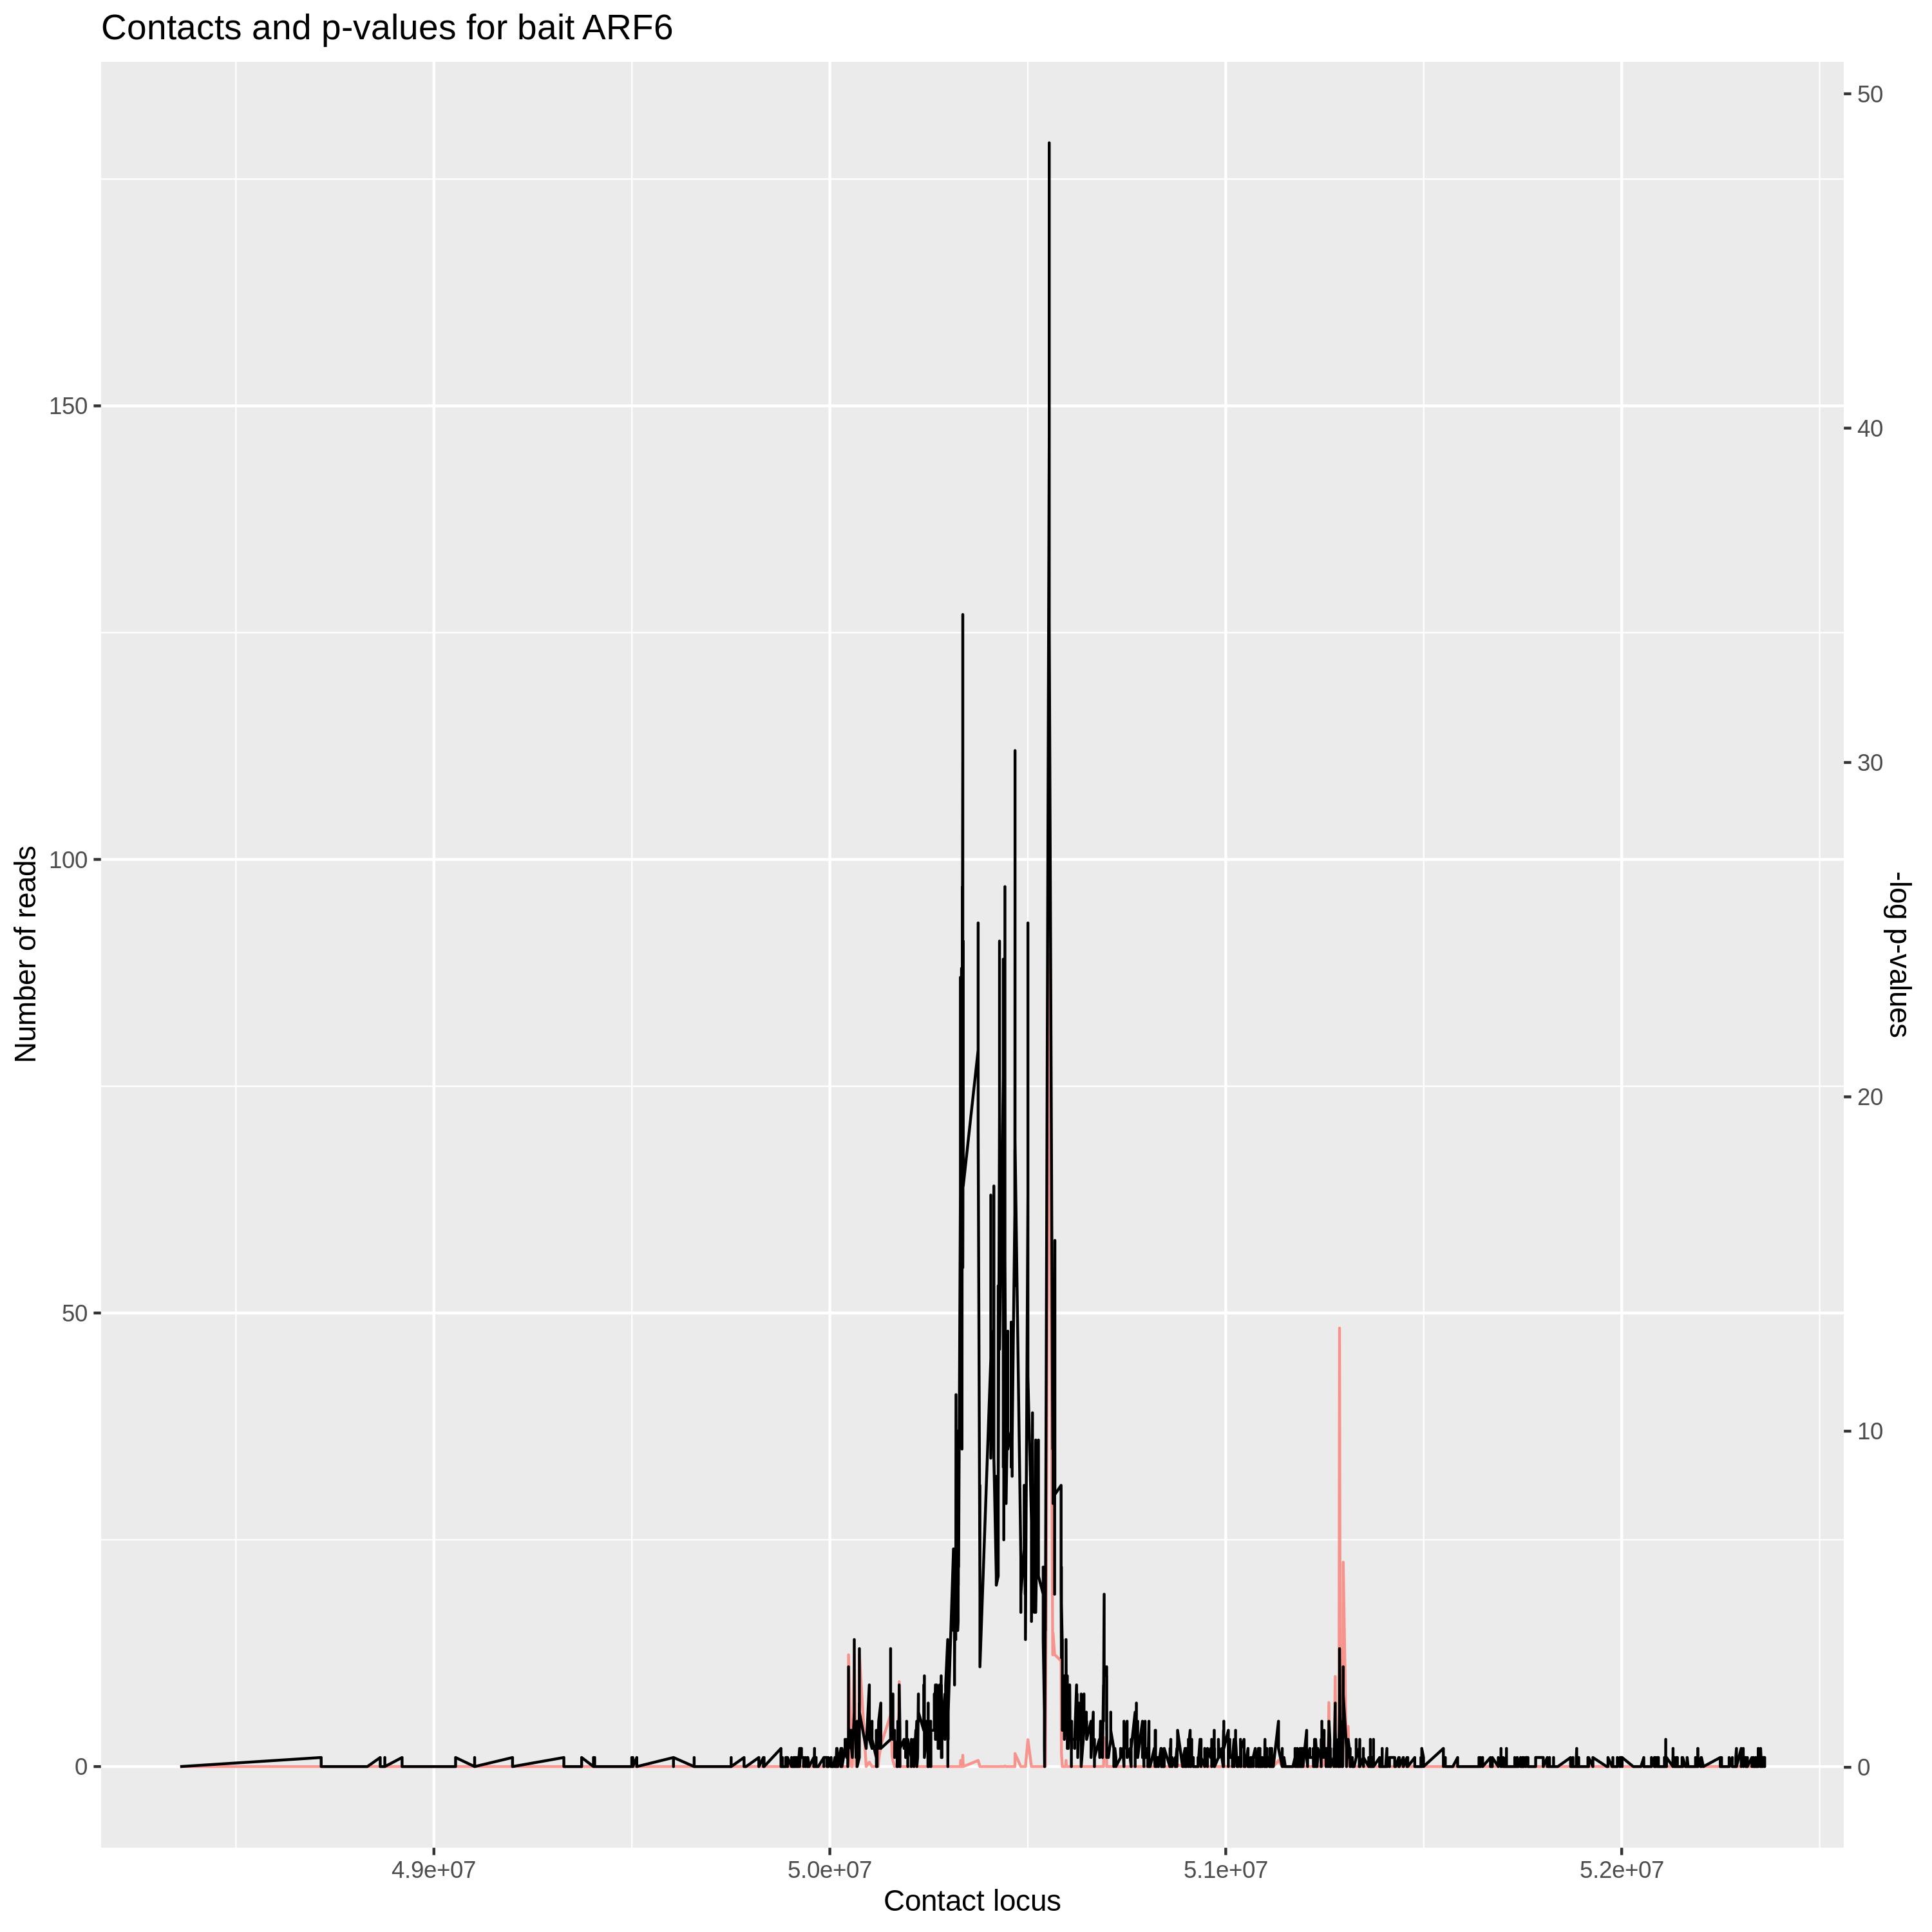 Contacts and p-values for bait ARF6
50
150
40
30
100
Number of reads
-log p-values
20
50
10
0
0
4.9e+07
5.0e+07
5.1e+07
5.2e+07
Contact locus